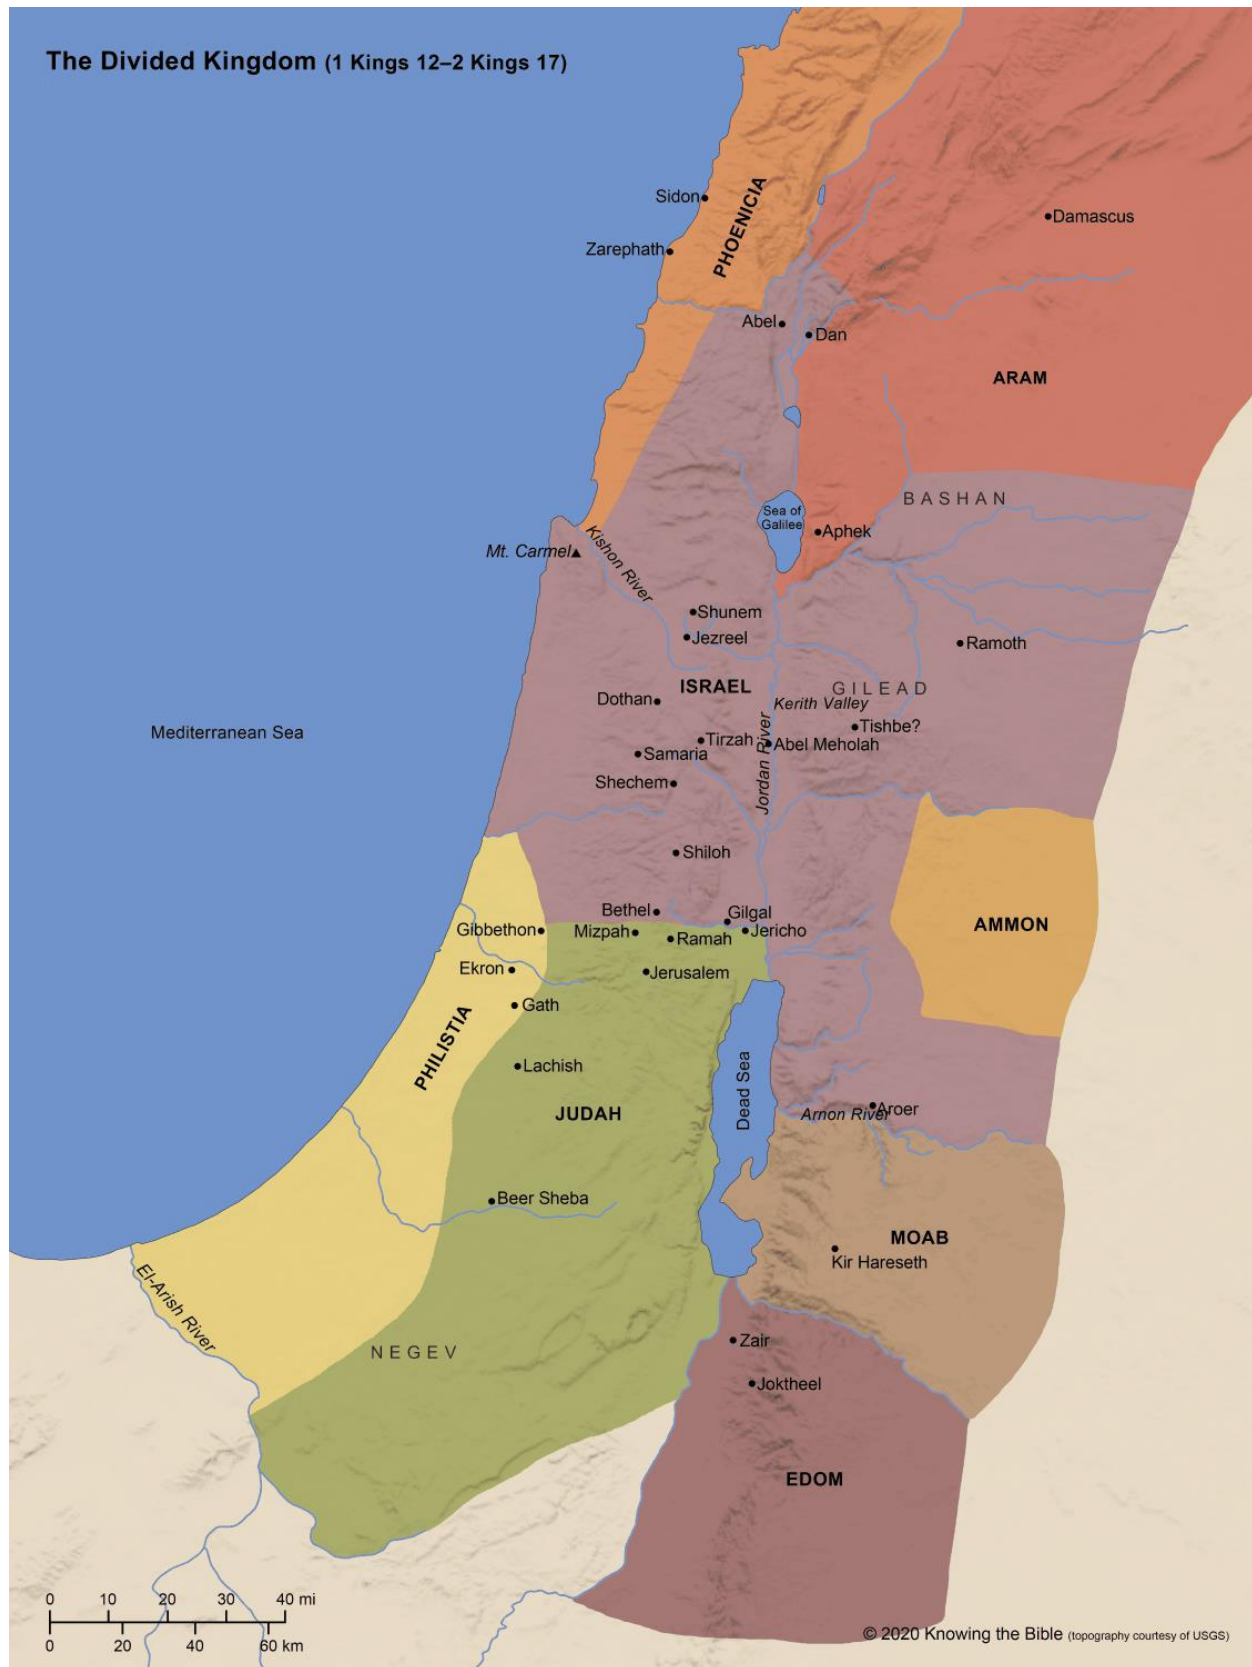 The Divided Kingdom (1 Kings 12–2 Kings 17)
Sidon
PHOENICIA
Damascus
Zarephath
Abel
Dan
ARAM
BASHAN
Sea of
Galilee
Aphek
Mt. Carmel
Kishon River
Shunem
Jezreel
Ramoth
ISRAEL
GILEAD
Dothan
Kerith Valley
Tishbe?
Mediterranean Sea
Tirzah
Abel Meholah
Samaria
Jordan River
Shechem
Shiloh
Bethel
Gilgal
AMMON
Gibbethon
Mizpah
Ramah
Jericho
Ekron
Jerusalem
Gath
PHILISTIA
Lachish
Dead Sea
JUDAH
Arnon River
Aroer
Beer Sheba
MOAB
Kir Hareseth
El-Arish River
NEGEV
Zair
Joktheel
EDOM
0 10 20 30 40 mi
0 20 40 60 km
© 2020 Knowing the Bible (topography courtesy of USGS)